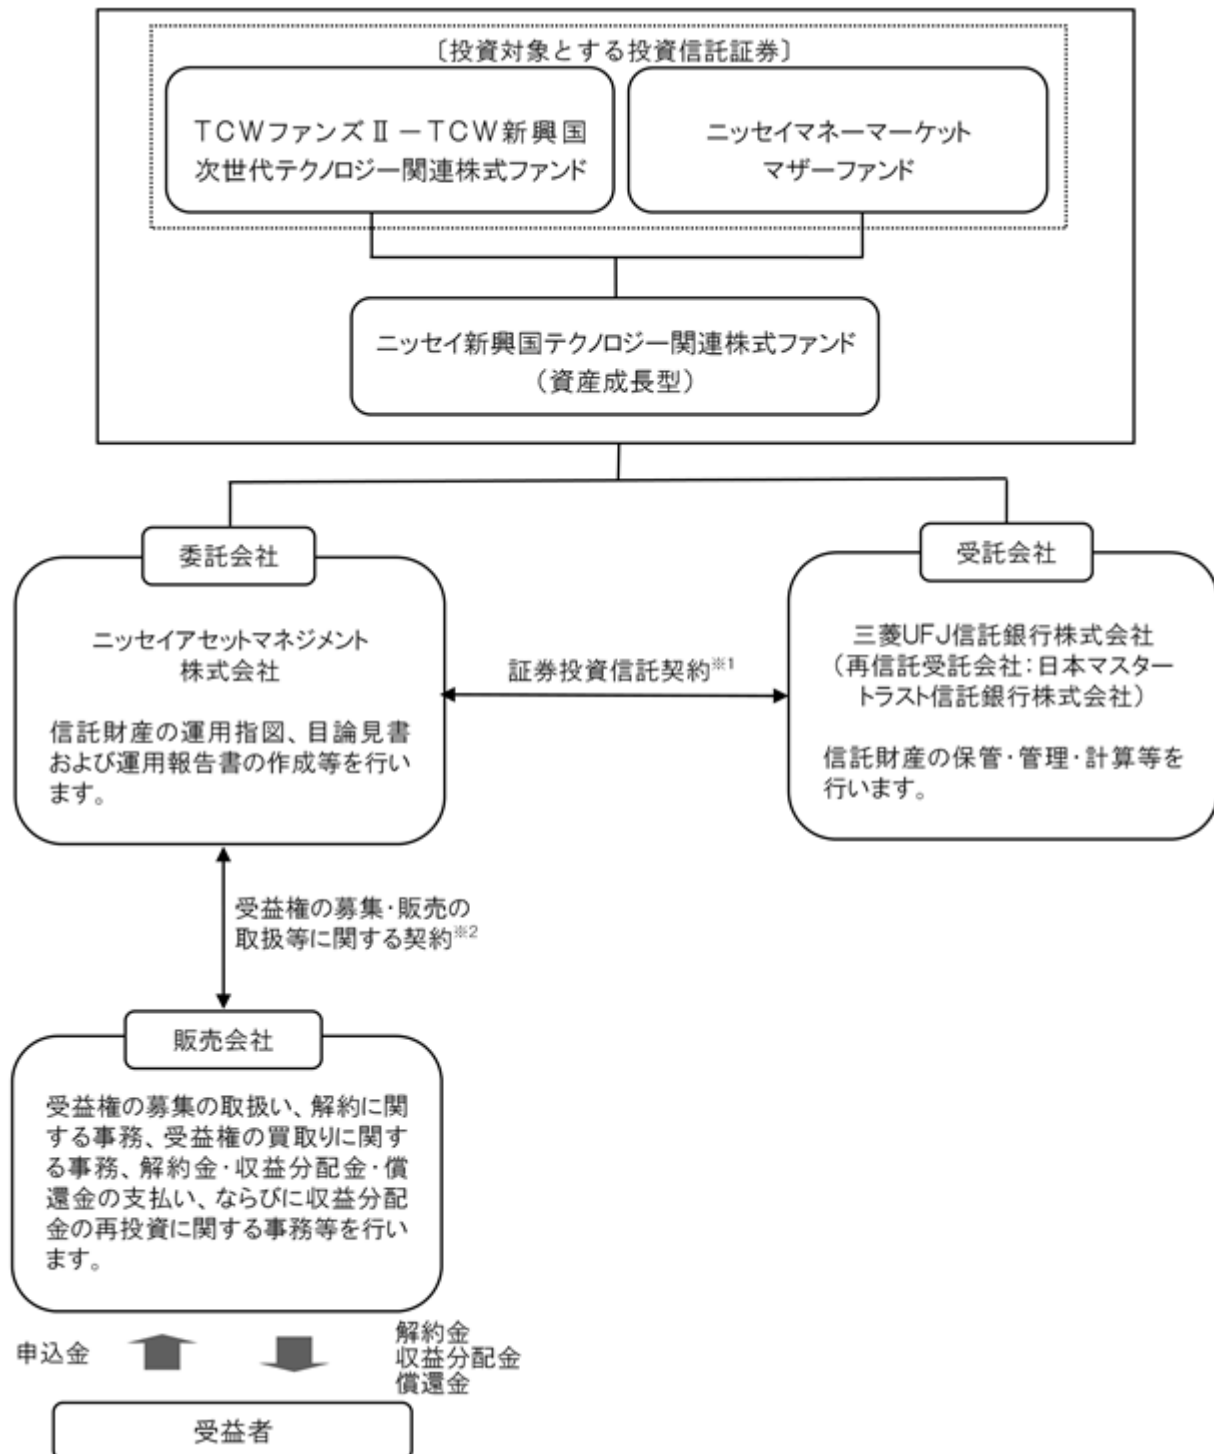 〔投資対象とする投資信託証券〕
TCWファンズⅡ－TCW新興国
次世代テクノロジー関連株式ファンド
ニッセイマネーマーケット
マザーファンド
ニッセイ新興国テクノロジー関連株式ファンド
（資産成長型）
委託会社
ニッセイアセットマネジメント
株式会社
信託財産の運用指図、目論見書
および運用報告書の作成等を行い
ます。
証券投資信託契約※1
受託会社
三菱UFJ信託銀行株式会社
（再信託受託会社：日本マスター
トラスト信託銀行株式会社）
信託財産の保管・管理・計算等を
行います。
受益権の募集・販売の
取扱等に関する契約※2
販売会社
受益権の募集の取扱い、解約に関
する事務、受益権の買取りに関す
る事務、解約金・収益分配金・償
還金の支払い、ならびに収益分配
金の再投資に関する事務等を行い
ます。
申込金
解約金
収益分配金
償還金
受益者